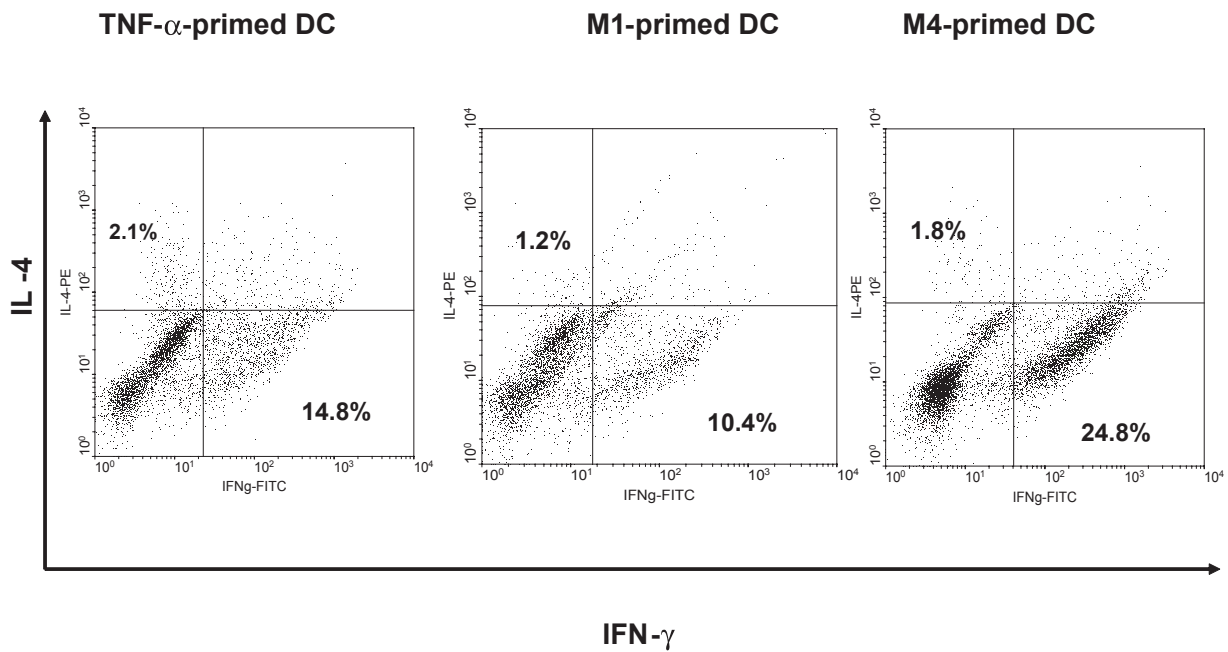 TNF-α-primed DC
M1-primed DC
M4-primed DC
IL -4
IL-4-PE
10⁴
10³
10²
10¹
10⁰
2.1%
14.8%
10⁰ 10¹ 10² 10³ 10⁴
IFNg-FITC
IL-4-PE
10⁴
10³
10²
10¹
10⁰
1.2%
10.4%
10⁰ 10¹ 10² 10³ 10⁴
IFNg-FITC
IL-4PE
10⁴
10³
10²
10¹
10⁰
1.8%
24.8%
10⁰ 10¹ 10² 10³ 10⁴
IFNg-FITC
IFN-γ